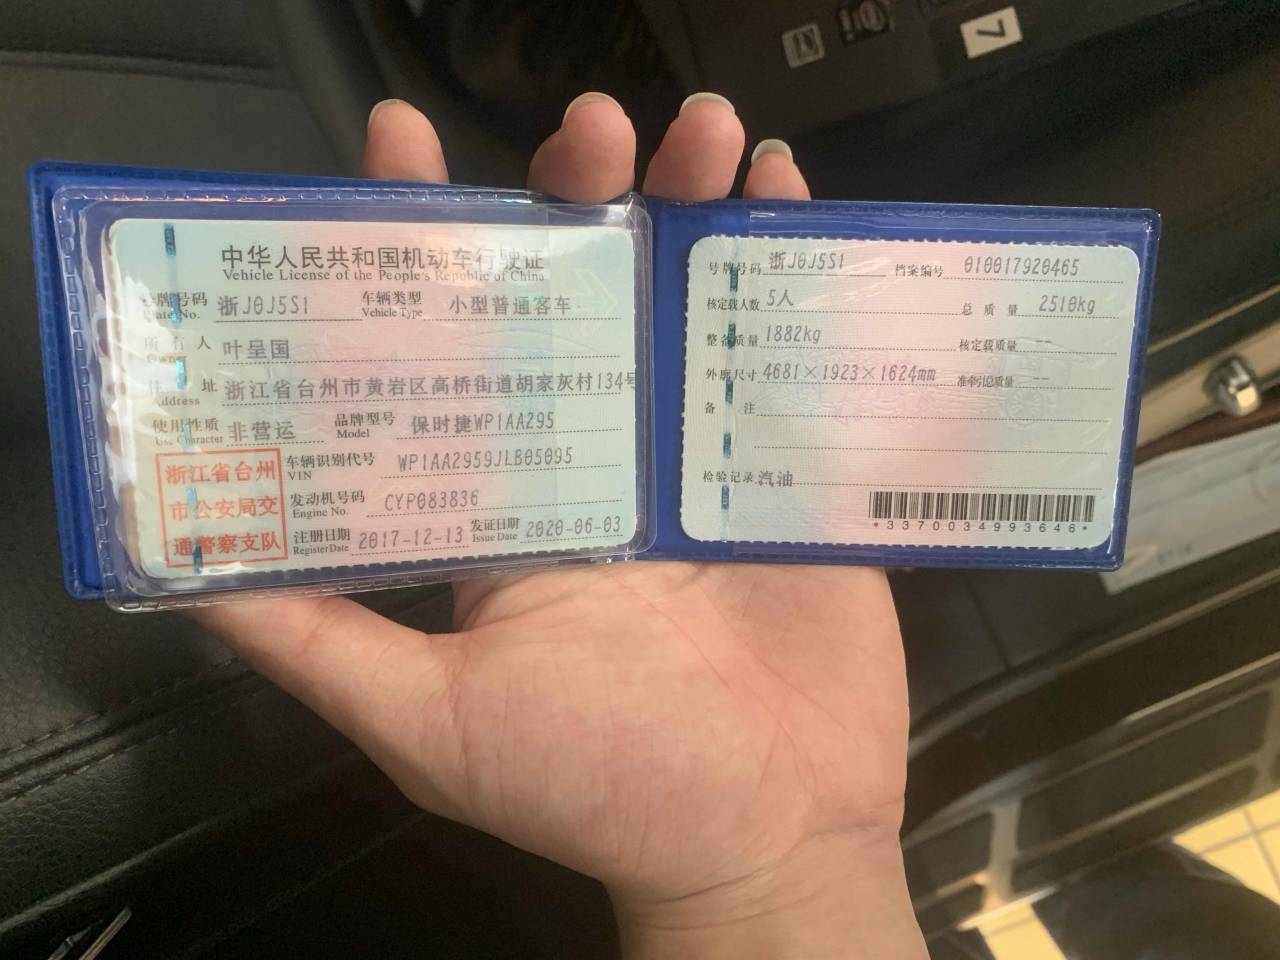 7
中华人民共和国机动车行驶证
Vehicle License of the People's Republic of China
号牌号码 浙J0J5S1 车辆类型 小型普通客车
Plate No. Vehicle Type
所有人 叶呈国
Owner
住址 浙江省台州市黄岩区高桥街道胡家灰村134号
Address
使用性质 非营运 品牌型号 保时捷WP1AA295
Use Character Model
浙江省台州
市公安局交
通警察支队
车辆识别代号 WP1AA2959JLB05095
VIN
发动机号码 CYP083836
Engine No.
注册日期 2017-12-13 发证日期 2020-06-03
Register Date Issue Date
号牌号码 浙J0J5S1 档案编号 010017920465
核定载人数 5人 总质量 2510kg
整备质量 1882kg 核定载质量 --
外廓尺寸 4681×1923×1624mm 准牵引总质量 --
备注
检验记录 汽油
*3370034993646*